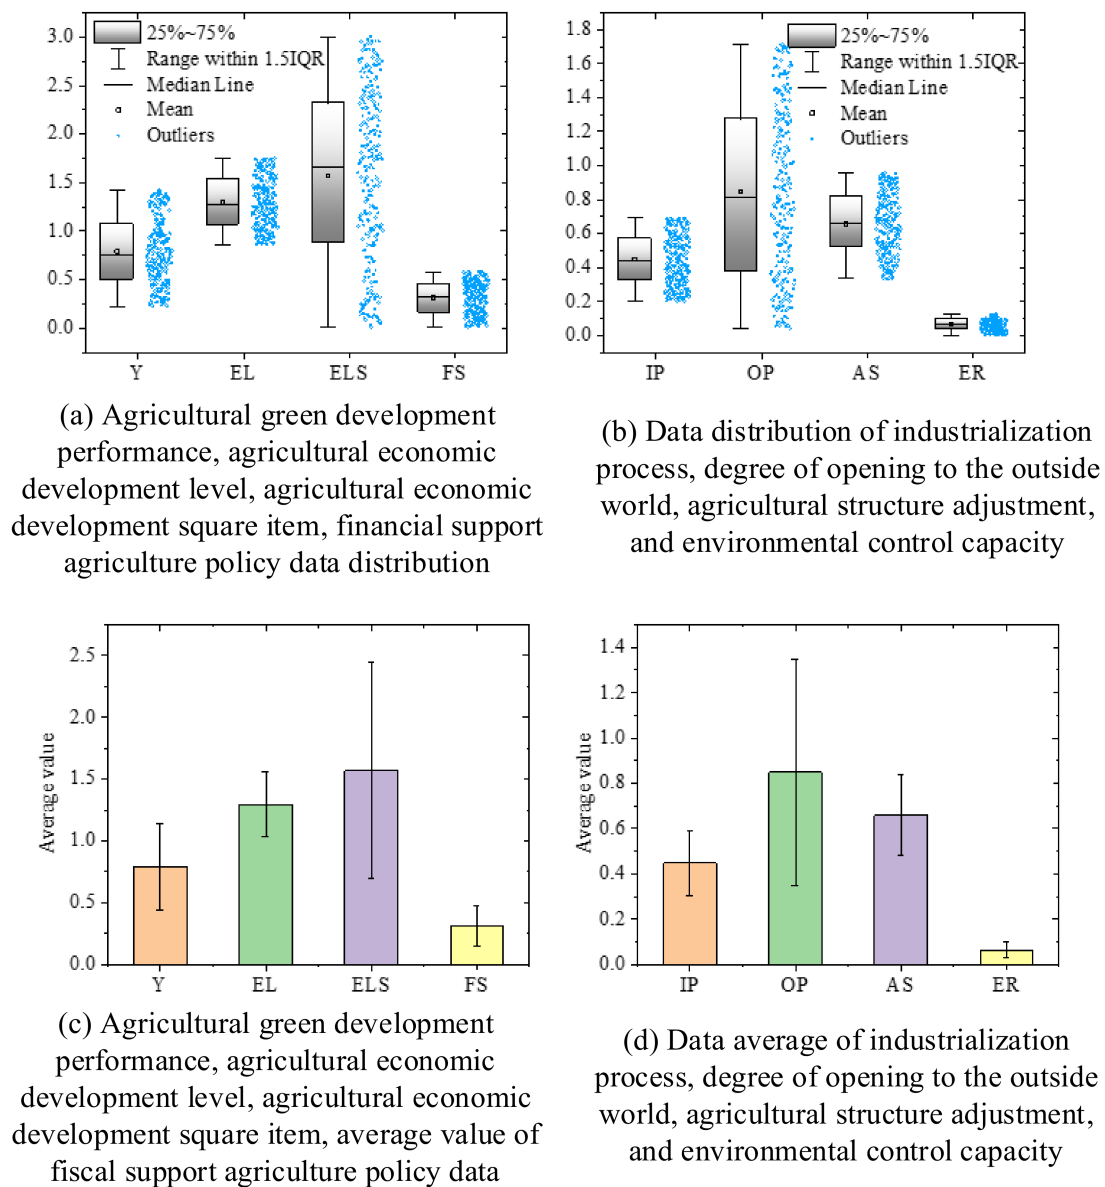 3.0
2.5
2.0
1.5
1.0
0.5
0.0
25%~75%
Range within 1.5IQR
Median Line
Mean
Outliers
Y EL ELS FS
(a) Agricultural green development
performance, agricultural economic
development level, agricultural economic
development square item, financial support
agriculture policy data distribution
1.8
1.6
1.4
1.2
1.0
0.8
0.6
0.4
0.2
0.0
25%~75%
Range within 1.5IQR
Median Line
Mean
Outliers
IP OP AS ER
(b) Data distribution of industrialization
process, degree of opening to the outside
world, agricultural structure adjustment,
and environmental control capacity
Average value
2.5
2.0
1.5
1.0
0.5
0.0
Y EL ELS FS
(c) Agricultural green development
performance, agricultural economic
development level, agricultural economic
development square item, average value of
fiscal support agriculture policy data
Average value
1.4
1.2
1.0
0.8
0.6
0.4
0.2
0.0
IP OP AS ER
(d) Data average of industrialization
process, degree of opening to the outside
world, agricultural structure adjustment,
and environmental control capacity